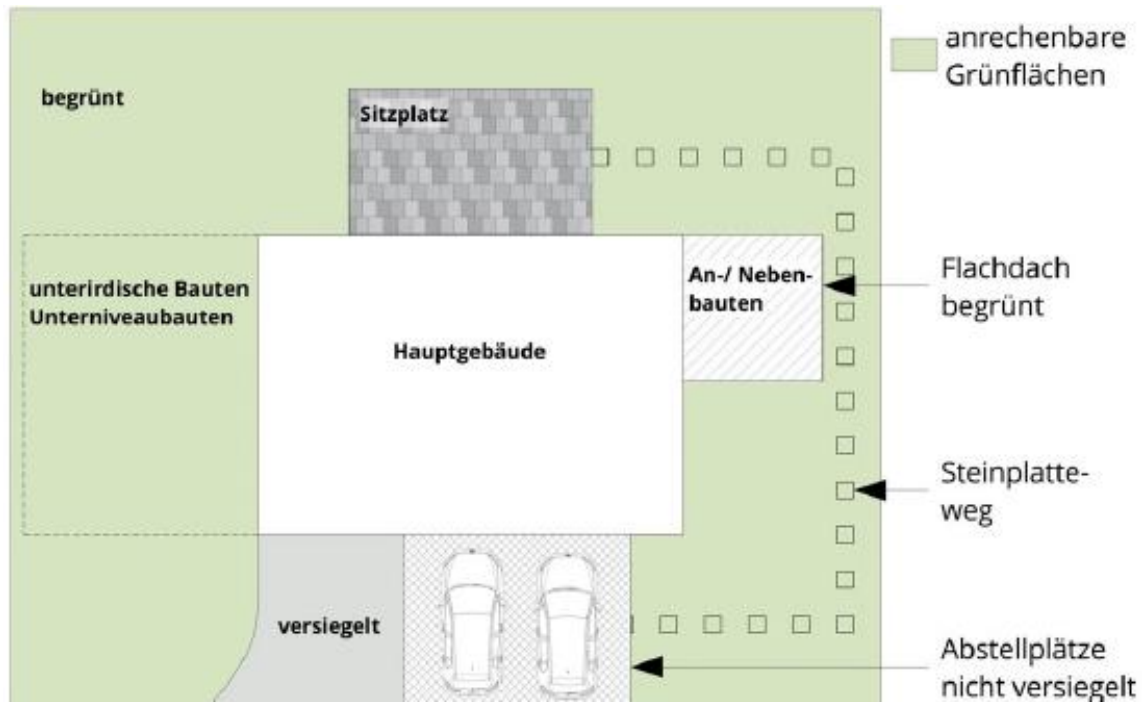 anrechenbare
Grünflächen
begrünt
Sitzplatz
unterirdische Bauten
Unterniveaubauten
An-/ Neben-
bauten
Flachdach
begrünt
Hauptgebäude
Steinplatte-
weg
versiegelt
Abstellplätze
nicht versiegelt